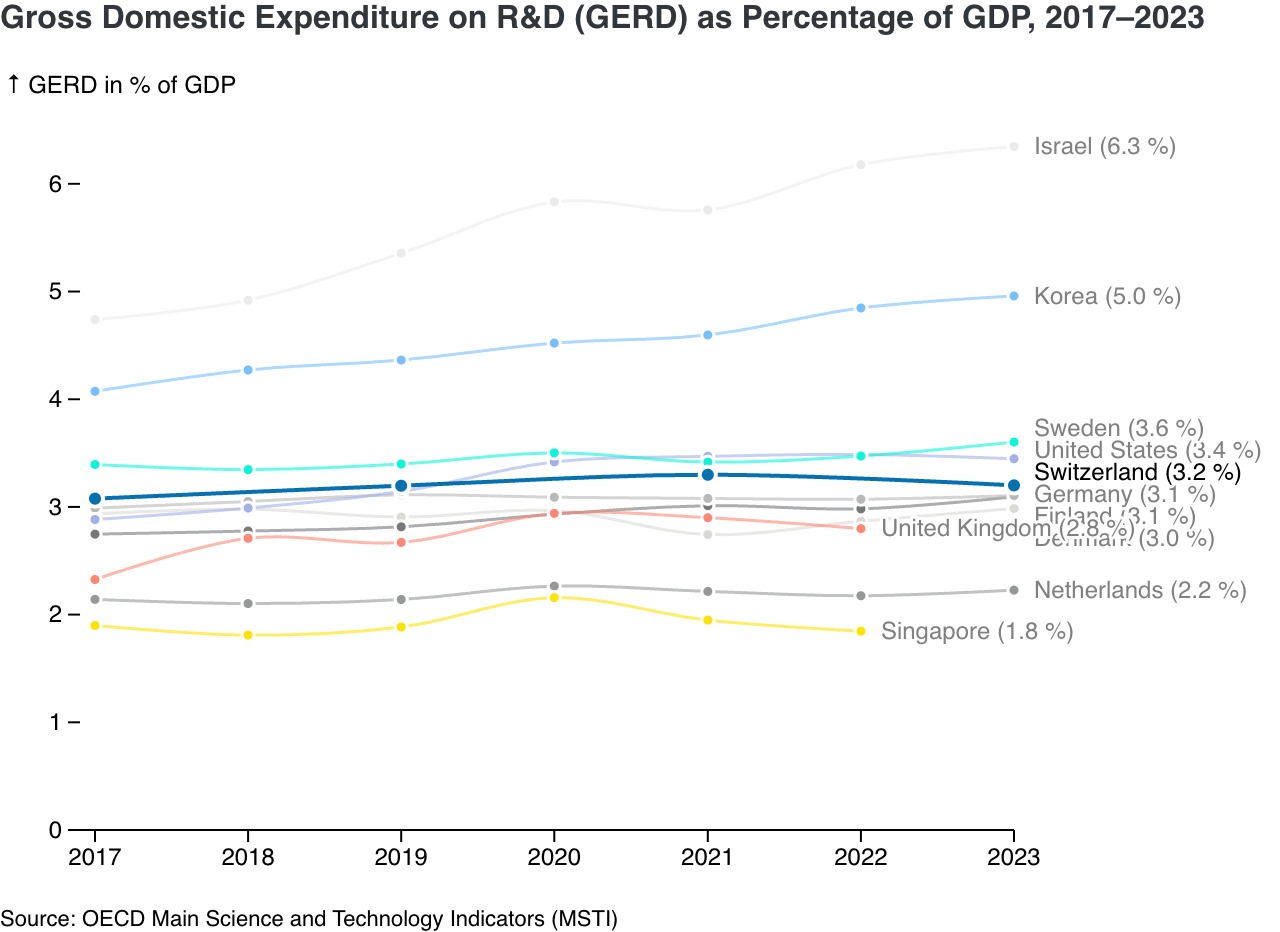 Gross Domestic Expenditure on R&D (GERD) as Percentage of GDP, 2017–2023
↑ GERD in % of GDP
Israel (6.3 %)
6
5
Korea (5.0 %)
4
Sweden (3.6 %)
United States (3.4 %)
Switzerland (3.2 %)
3
Germany (3.1 %)
Finland (3.1 %)
United Kingdom (2.8 %)
Denmark (3.0 %)
Netherlands (2.2 %)
2
Singapore (1.8 %)
1
0
2017 2018 2019 2020 2021 2022 2023
Source: OECD Main Science and Technology Indicators (MSTI)